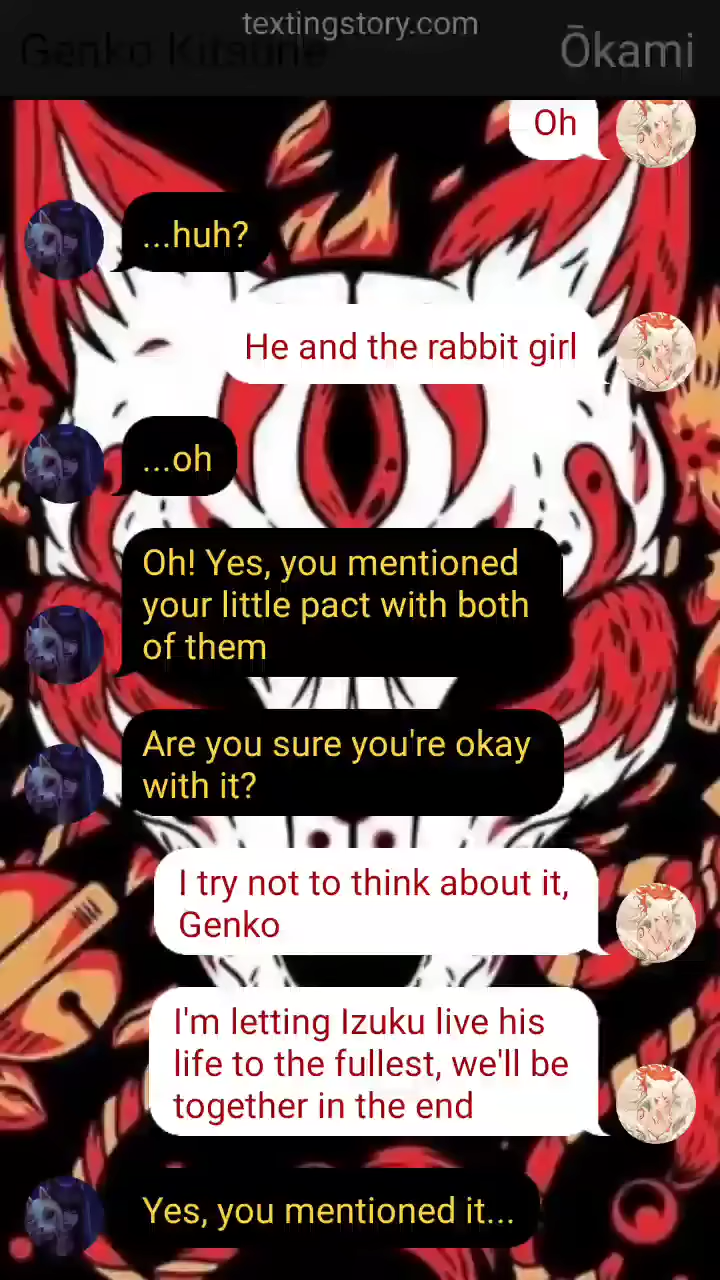 textingstory.com
Genko Kitsune
Ōkami
Oh
...huh?
He and the rabbit girl
...oh
Oh! Yes, you mentioned
your little pact with both
of them
Are you sure you're okay
with it?
I try not to think about it,
Genko
I'm letting Izuku live his
life to the fullest, we'll be
together in the end
Yes, you mentioned it...